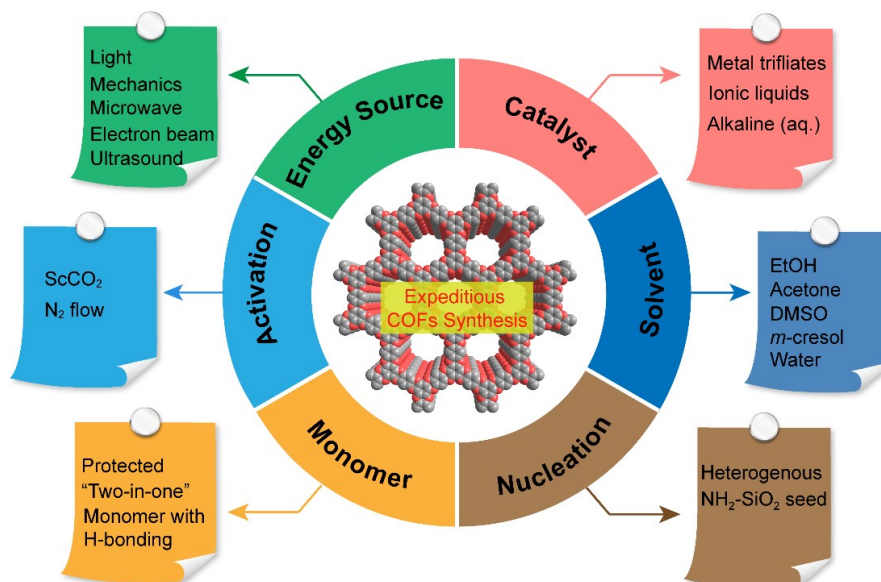 Light
Mechanics
Microwave
Electron beam
Ultrasound
Energy Source
Catalyst
Metal trifliates
Ionic liquids
Alkaline (aq.)
Activation
ScCO₂
N₂ flow
Expeditious
COFs Synthesis
Solvent
EtOH
Acetone
DMSO
m-cresol
Water
Monomer
Protected
“Two-in-one”
Monomer with
H-bonding
Nucleation
Heterogenous
NH₂-SiO₂ seed